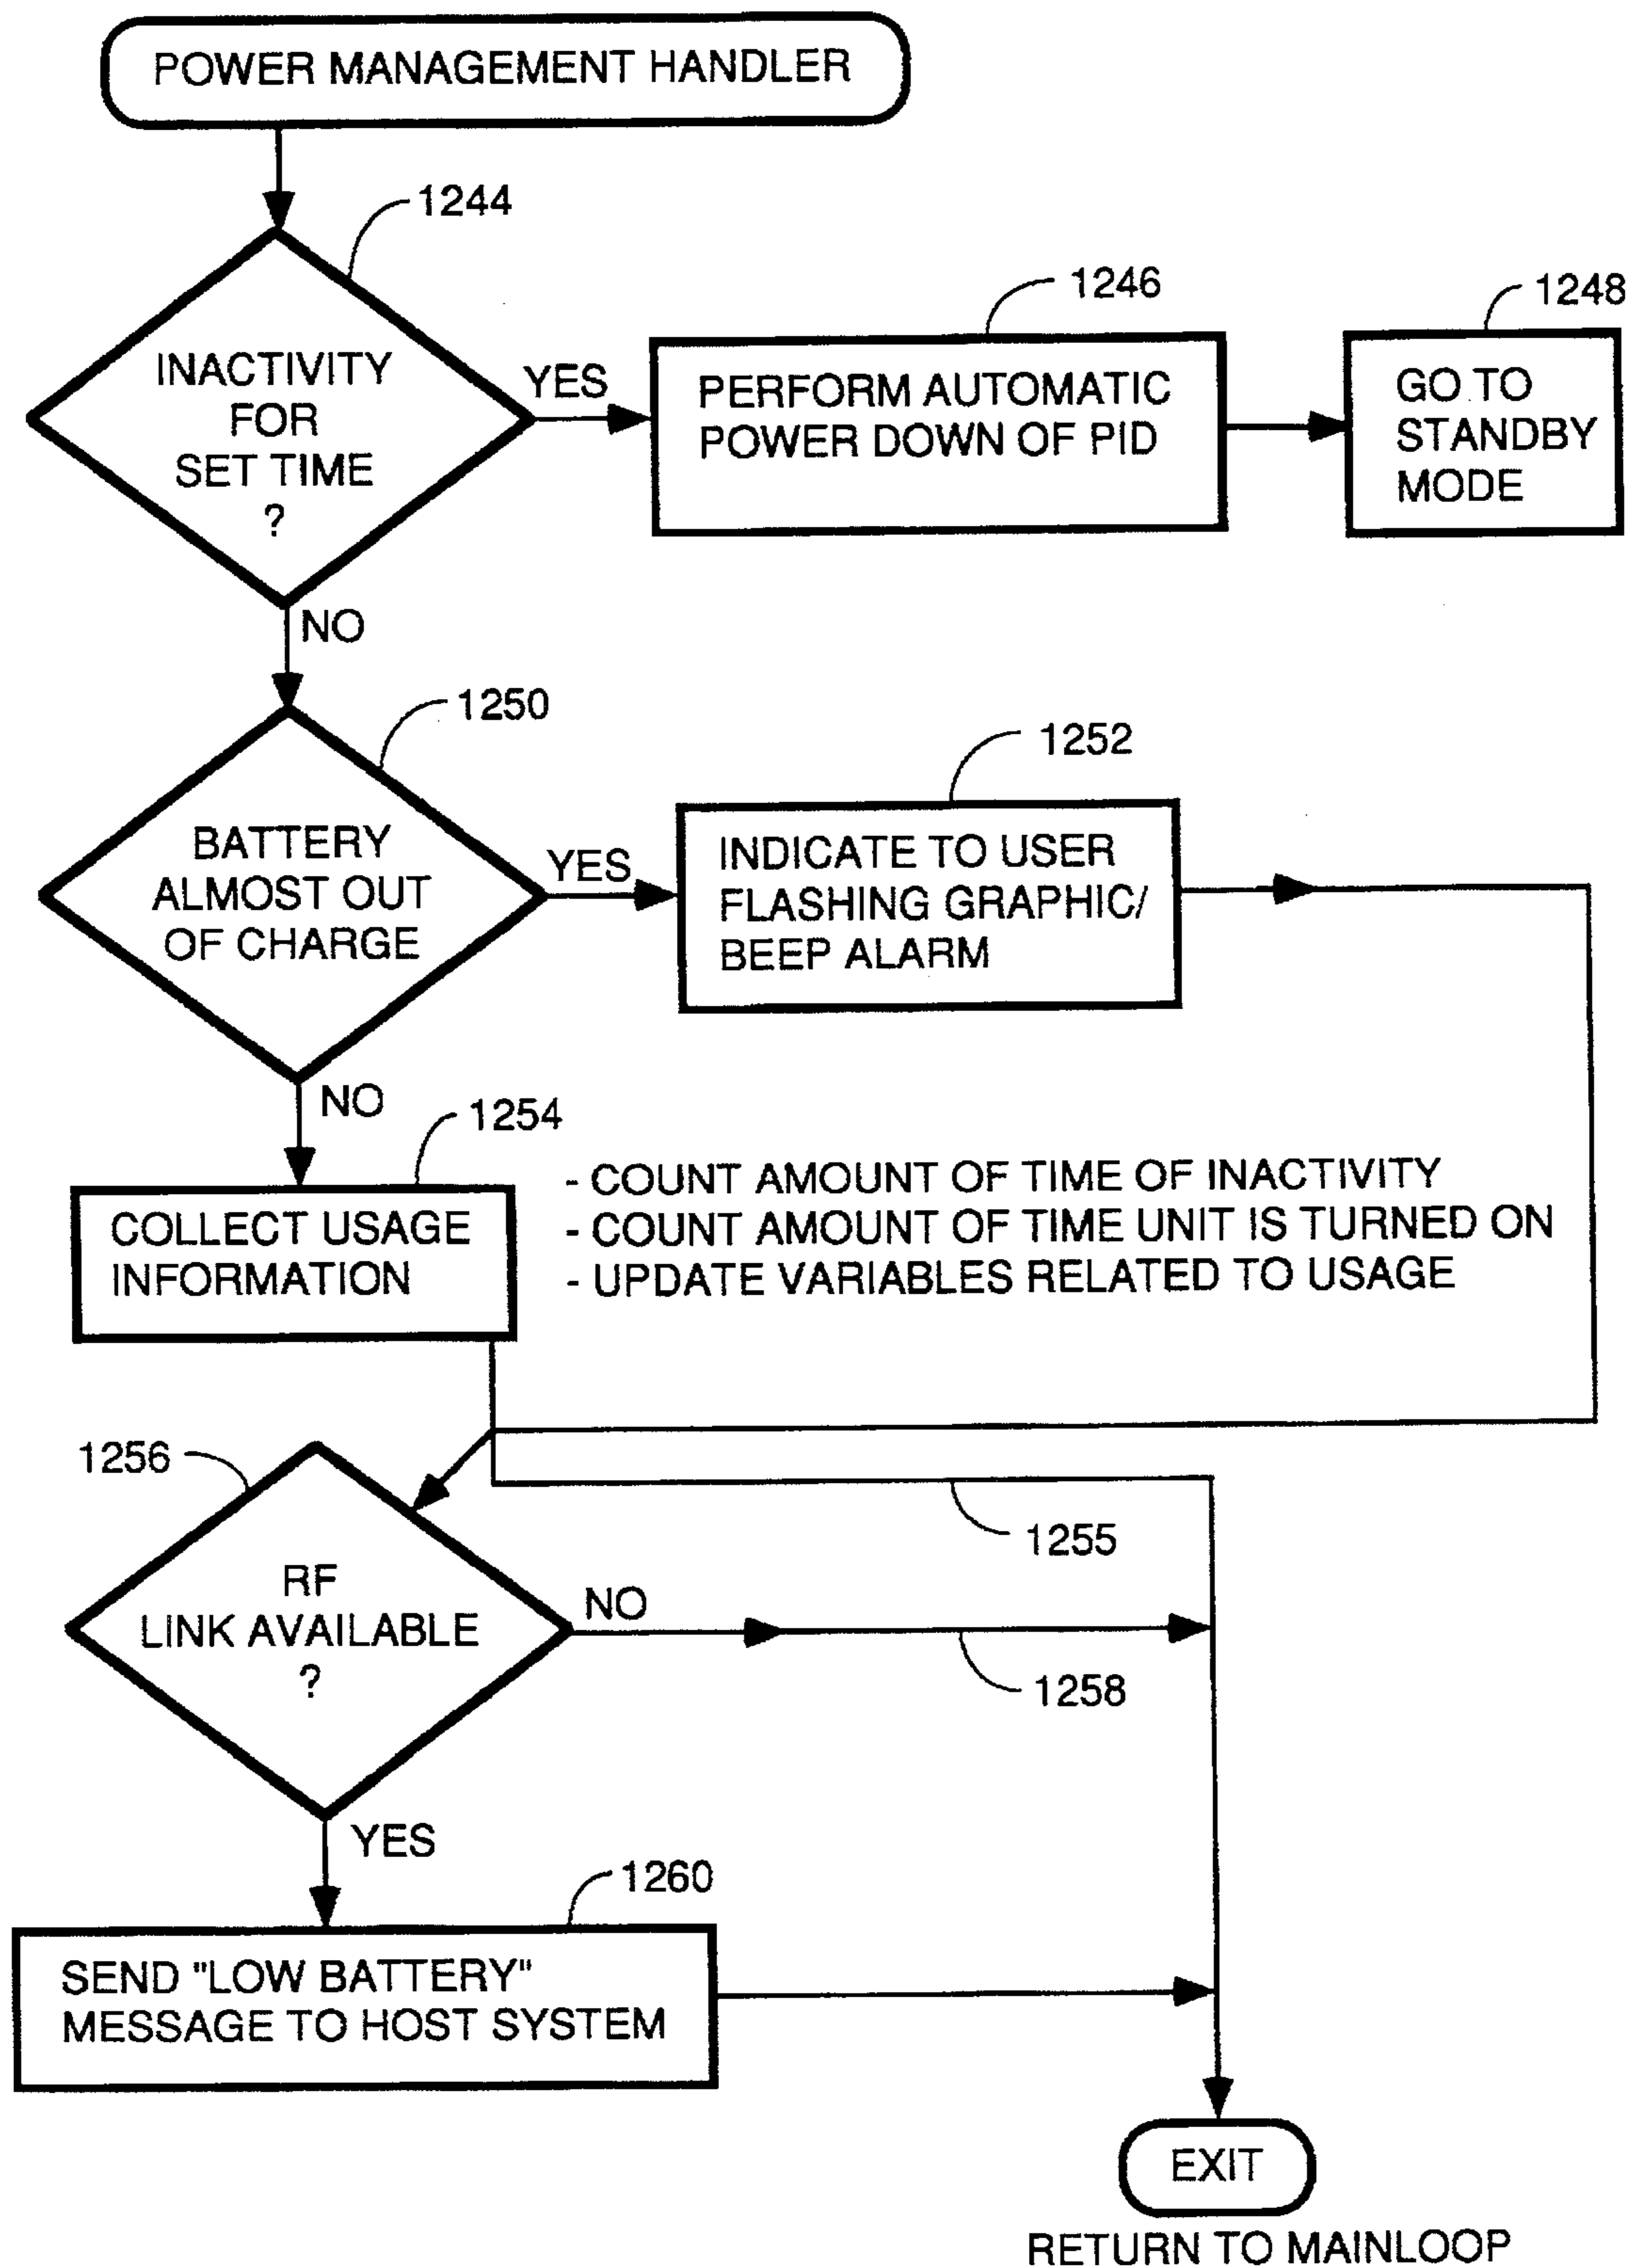 POWER MANAGEMENT HANDLER
1244
INACTIVITY
FOR
SET TIME
?
YES
1246
PERFORM AUTOMATIC
POWER DOWN OF PID
1248
GO TO
STANDBY
MODE
NO
1250
BATTERY
ALMOST OUT
OF CHARGE
YES
1252
INDICATE TO USER
FLASHING GRAPHIC/
BEEP ALARM
NO
1254
COLLECT USAGE
INFORMATION
- COUNT AMOUNT OF TIME OF INACTIVITY
- COUNT AMOUNT OF TIME UNIT IS TURNED ON
- UPDATE VARIABLES RELATED TO USAGE
1256
1255
RF
LINK AVAILABLE
?
NO
1258
YES
1260
SEND "LOW BATTERY"
MESSAGE TO HOST SYSTEM
EXIT
RETURN TO MAINLOOP